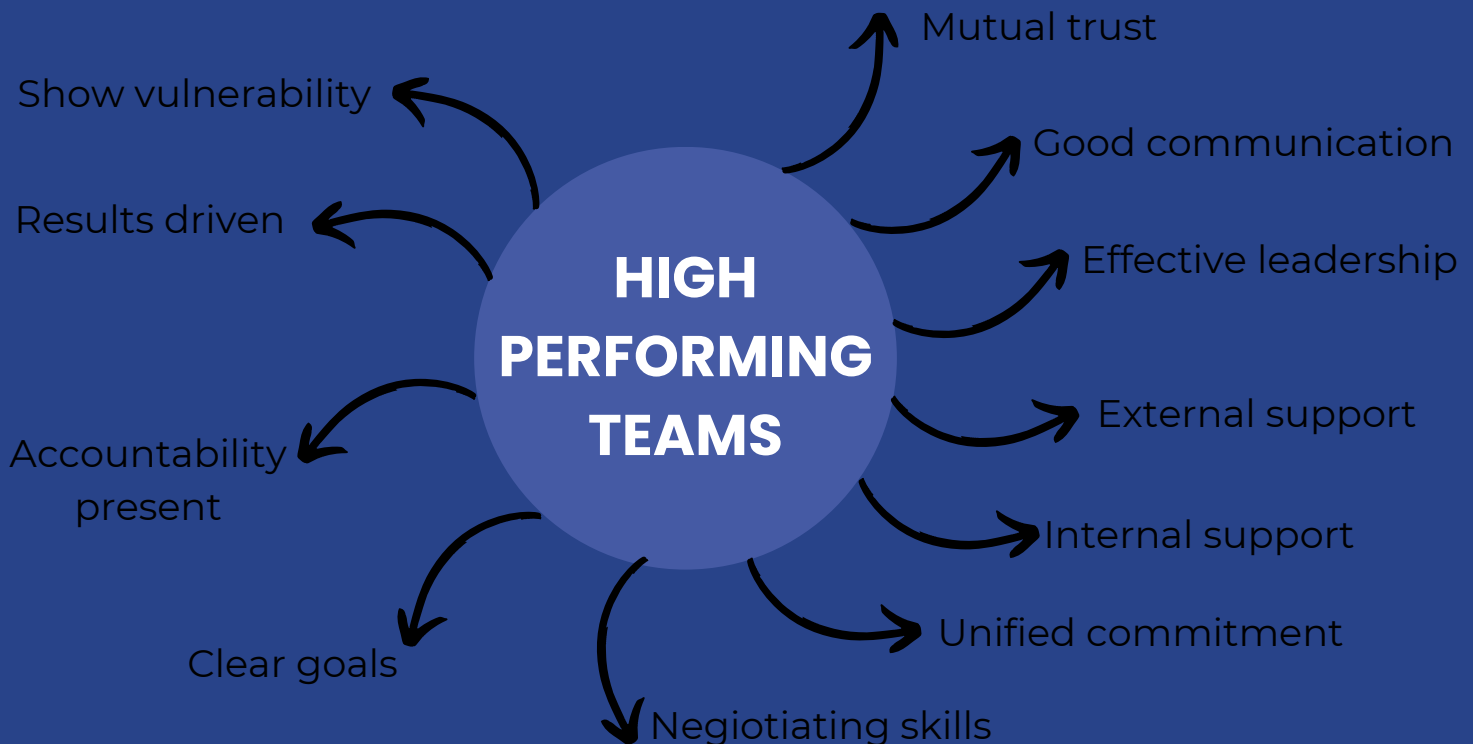 HIGH
PERFORMING
TEAMS
Mutual trust
Good communication
Effective leadership
External support
Internal support
Unified commitment
Negiotiating skills
Clear goals
Accountability
present
Results driven
Show vulnerability